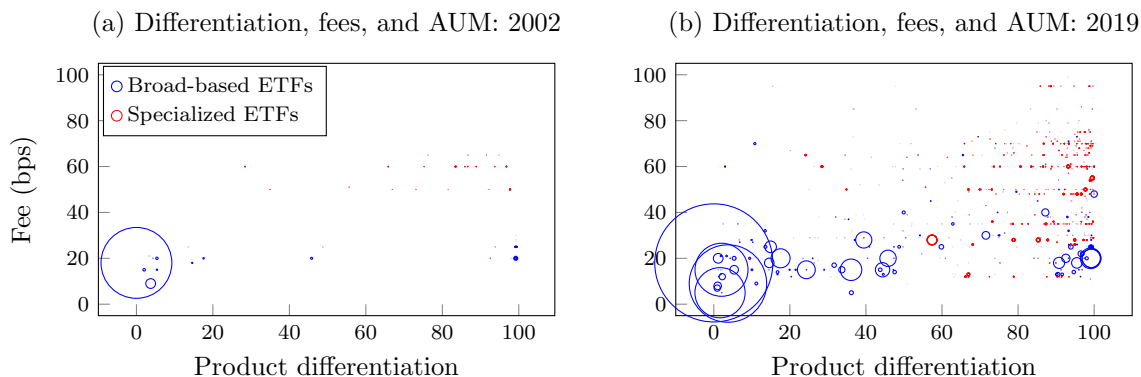 (a) Differentiation, fees, and AUM: 2002
100
80
60
40
20
0
Fee (bps)
Broad-based ETFs
Specialized ETFs
0 20 40 60 80 100
Product differentiation
(b) Differentiation, fees, and AUM: 2019
100
80
60
40
20
0
0 20 40 60 80 100
Product differentiation